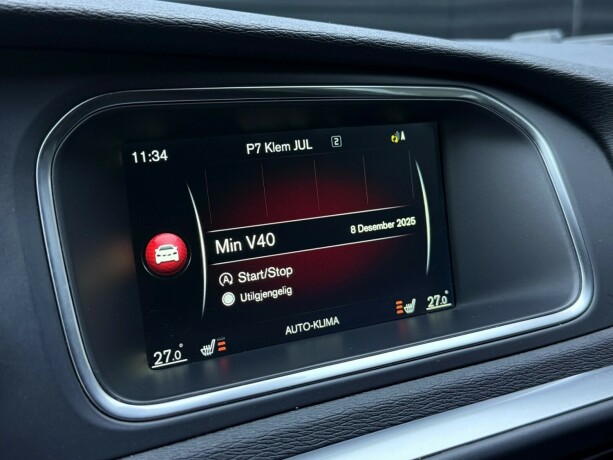 11:34
P7 Klem JUL 2
Min V40
8 Desember 2025
Start/Stop
Utilgjengelig
AUTO-KLIMA
27.0
27.0